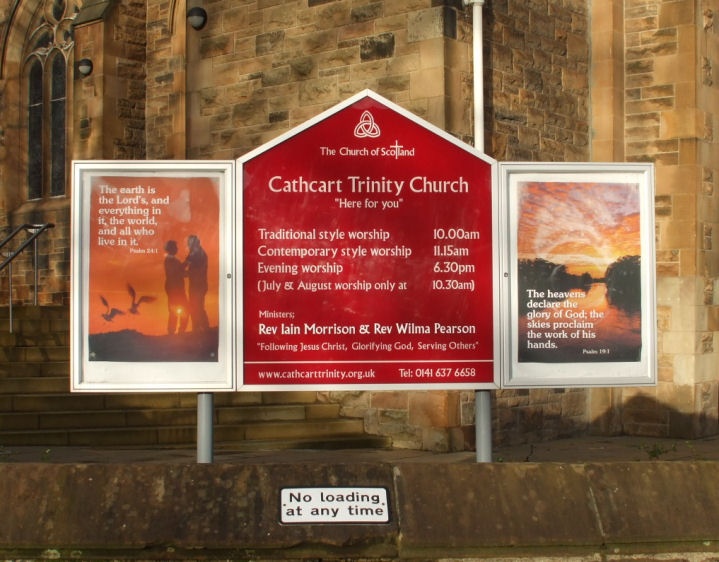 The earth is
the Lord's, and
everything in
it, the world,
and all who
live in it.
Psalm 24:1
The Church of Scotland
Cathcart Trinity Church
"Here for you"
Traditional style worship 10.00am
Contemporary style worship 11.15am
Evening worship 6.30pm
(July & August worship only at 10.30am)
Ministers;
Rev Iain Morrison & Rev Wilma Pearson
"Following Jesus Christ, Glorifying God, Serving Others"
www.cathcarttrinity.org.uk Tel: 0141 637 6658
The heavens
declare the
glory of God; the
skies proclaim
the work of his
hands.
Psalm 19:1
No loading
at any time